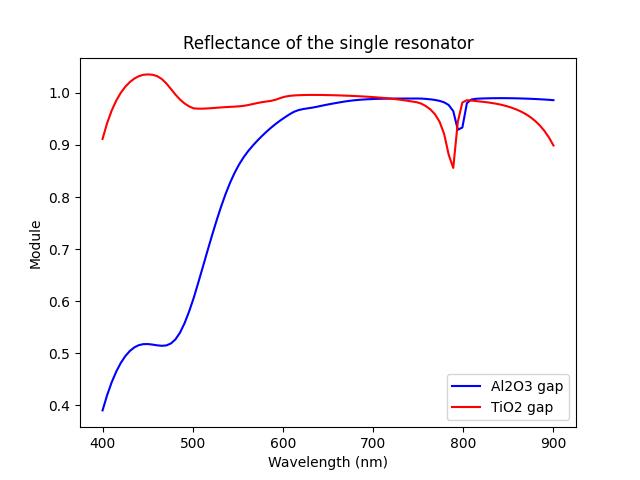 Reflectance of the single resonator
Module
1.0
0.9
0.8
0.7
0.6
0.5
0.4
400 500 600 700 800 900
Wavelength (nm)
Al2O3 gap
TiO2 gap